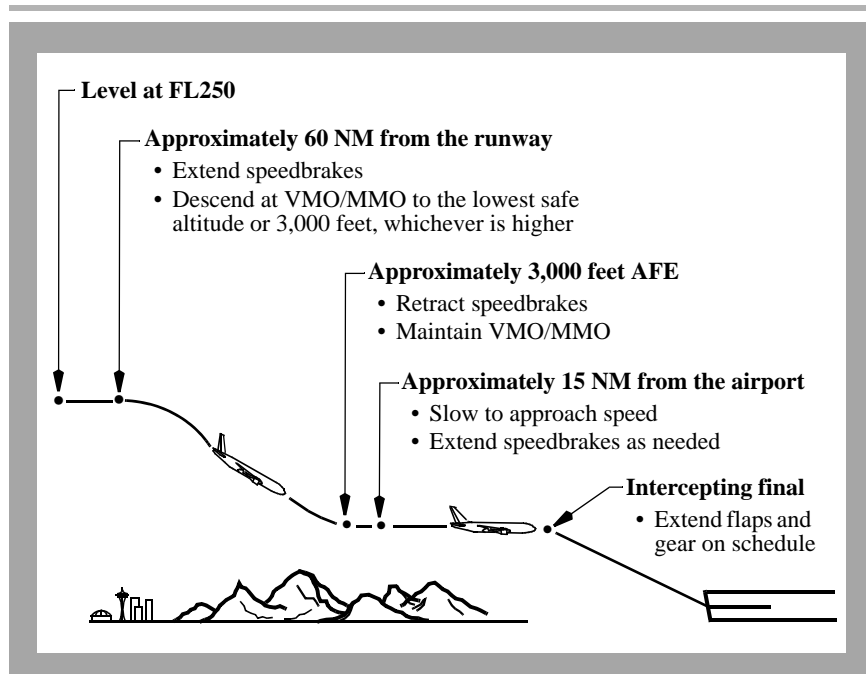 Level at FL250
Approximately 60 NM from the runway
• Extend speedbrakes
• Descend at VMO/MMO to the lowest safe
altitude or 3,000 feet, whichever is higher
Approximately 3,000 feet AFE
• Retract speedbrakes
• Maintain VMO/MMO
Approximately 15 NM from the airport
• Slow to approach speed
• Extend speedbrakes as needed
Intercepting final
• Extend flaps and
gear on schedule